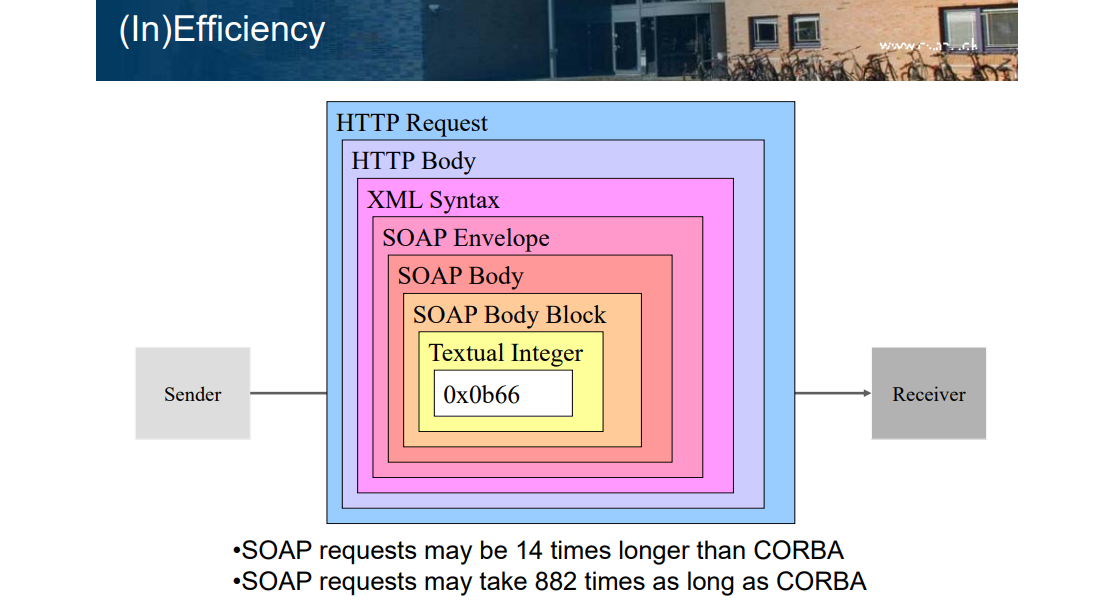 (In)Efficiency
HTTP Request
HTTP Body
XML Syntax
SOAP Envelope
SOAP Body
SOAP Body Block
Textual Integer
0x0b66
Sender
Receiver
•SOAP requests may be 14 times longer than CORBA
•SOAP requests may take 882 times as long as CORBA